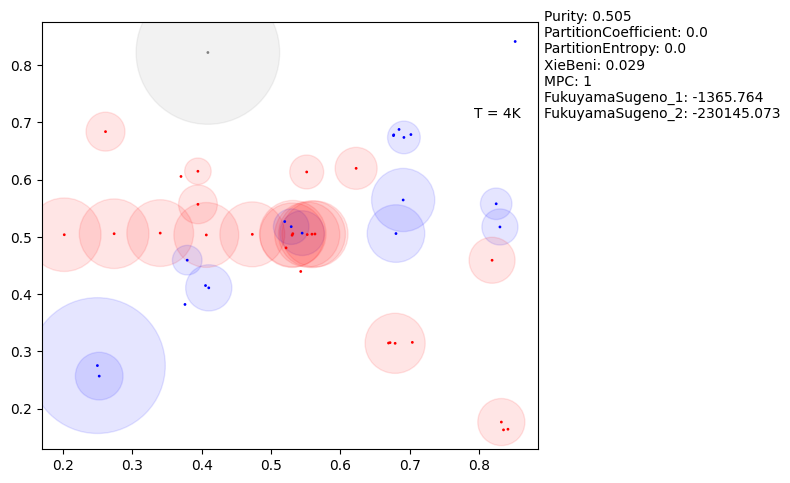 Purity: 0.505
PartitionCoefficient: 0.0
PartitionEntropy: 0.0
XieBeni: 0.029
MPC: 1
FukuyamaSugeno_1: -1365.764
FukuyamaSugeno_2: -230145.073
T = 4K
0.8
0.7
0.6
0.5
0.4
0.3
0.2
0.2 0.3 0.4 0.5 0.6 0.7 0.8